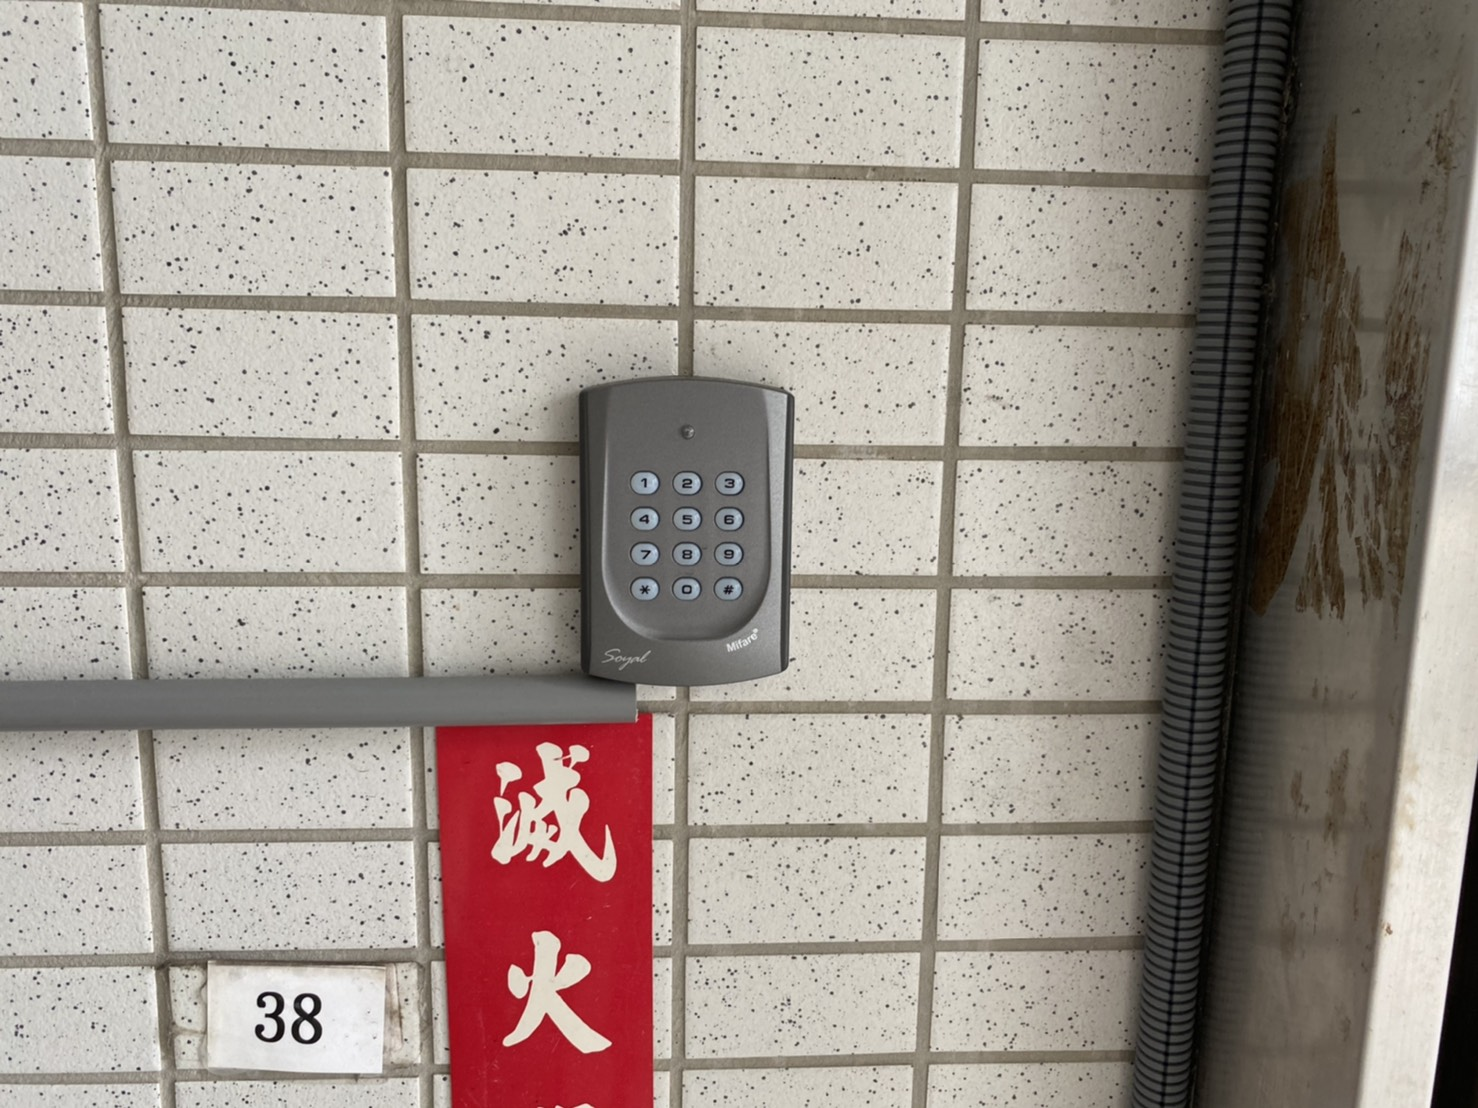 1 2 3
4 5 6
7 8 9
* 0 #
Soyal
Mifare®
滅
火
38